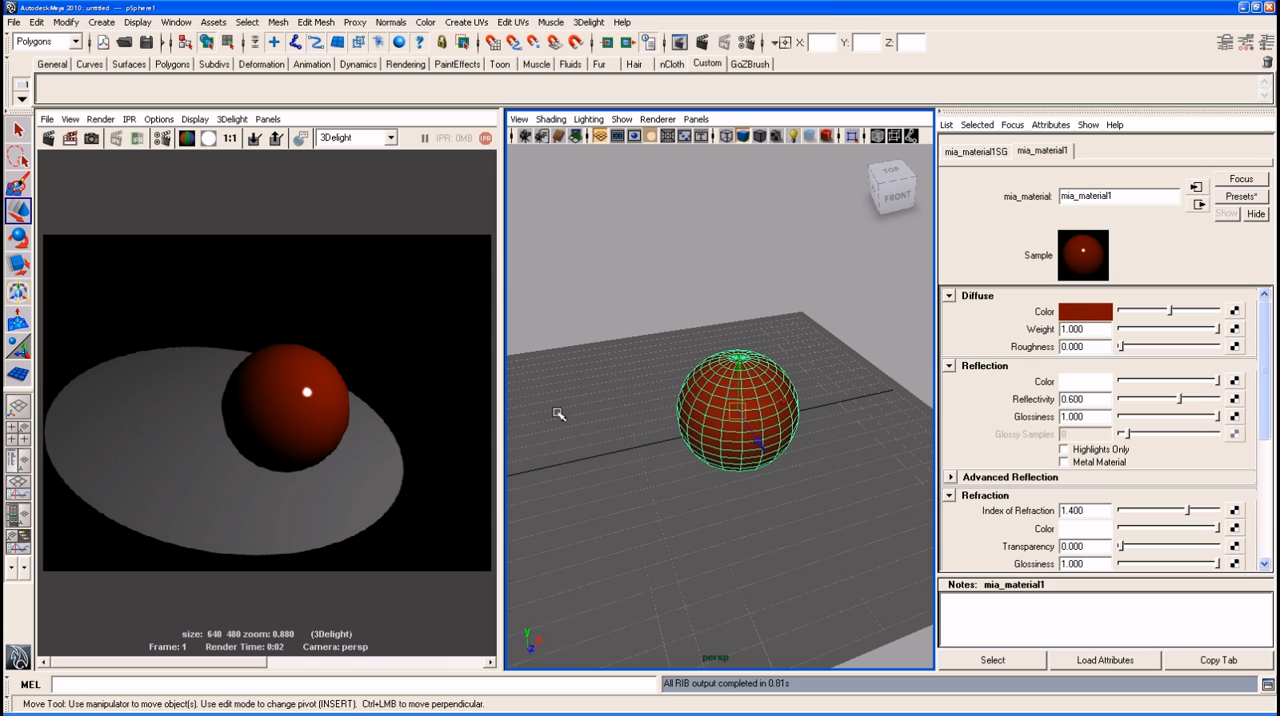 AutodeskMaya 2010: untitled --- pSphere1
File Edit Modify Create Display Window Assets Select Mesh Edit Mesh Proxy Normals Color Create UVs Edit UVs Muscle 3Delight Help
Polygons X: Y: Z:
General Curves Surfaces Polygons Subdivs Deformation Animation Dynamics Rendering PaintEffects Toon Muscle Fluids Fur Hair nCloth Custom GoZBrush
File View Render IPR Options Display 3Delight Panels
1:1 3Delight IPR: 0MB IPR
size: 640 480 zoom: 0.880 (3Delight)
Frame: 1 Render Time: 0:02 Camera: persp
View Shading Lighting Show Renderer Panels
TOP
FRONT
y
x
z
persp
List Selected Focus Attributes Show Help
mia_material1SG mia_material1
mia_material: mia_material1
Focus
Presets*
Show Hide
Sample
Diffuse
Color
Weight 1.000
Roughness 0.000
Reflection
Color
Reflectivity 0.600
Glossiness 1.000
Glossy Samples 8
Highlights Only
Metal Material
Advanced Reflection
Refraction
Index of Refraction 1.400
Color
Transparency 0.000
Glossiness 1.000
Notes: mia_material1
Select Load Attributes Copy Tab
MEL All RIB output completed in 0.81s
Move Tool: Use manipulator to move object(s). Use edit mode to change pivot (INSERT). Ctrl+LMB to move perpendicular.